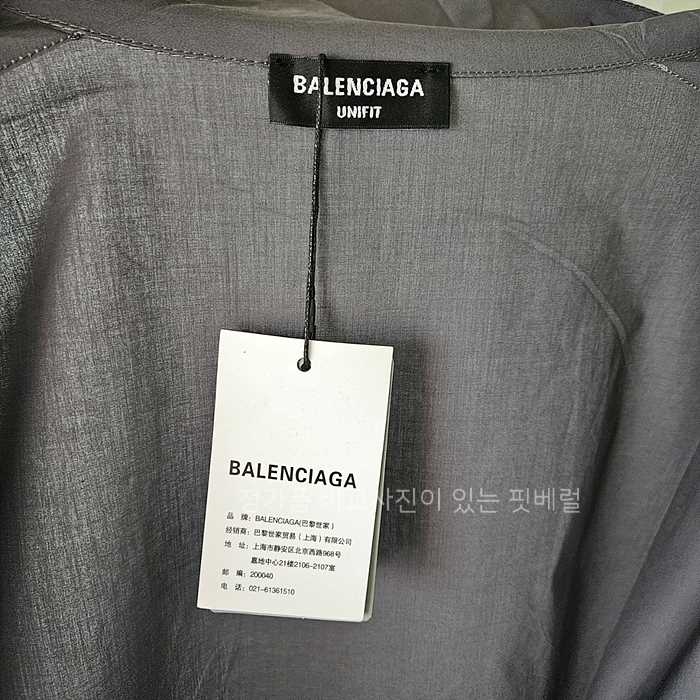 BALENCIAGA
UNIFIT
BALENCIAGA
정가품 비교사진이 있는 핏베럴
品 牌：BALENCIAGA(巴黎世家)
经销商：巴黎世家贸易（上海）有限公司
地 址：上海市静安区北京西路968号
嘉地中心21楼2106-2107室
邮 编：200040
电 话：021-61361510